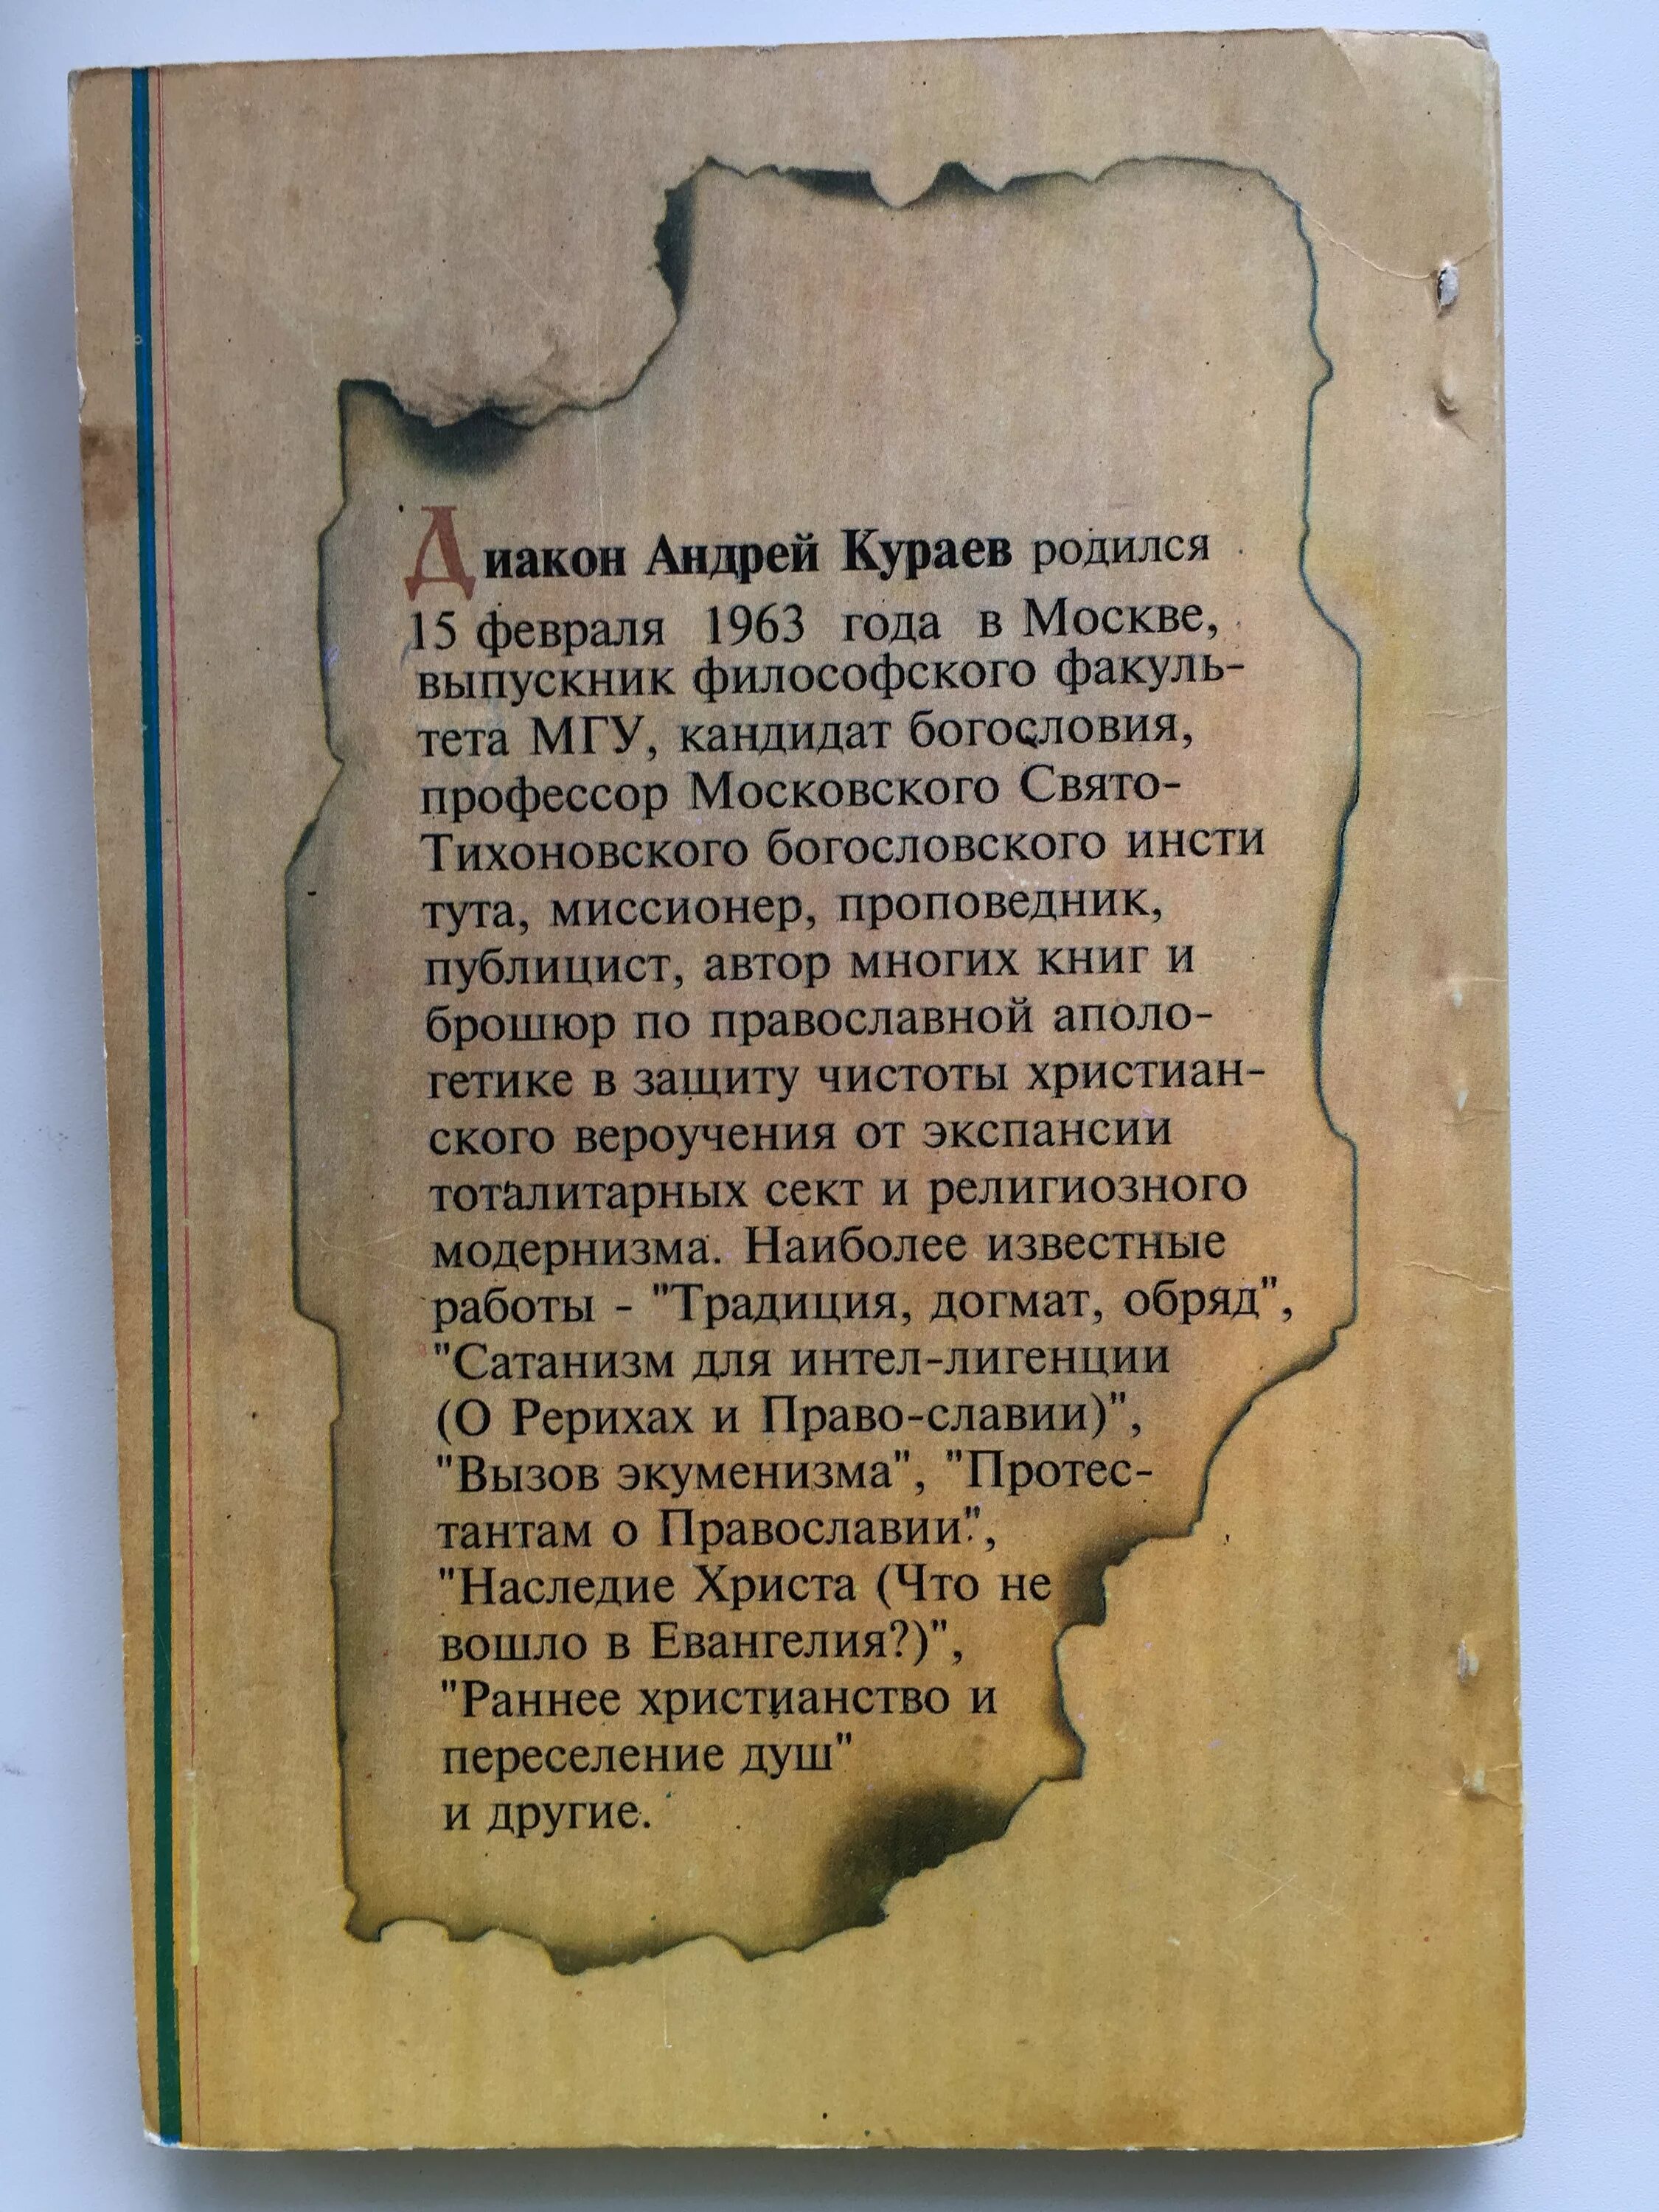 Диакон Андрей Кураев родился
15 февраля 1963 года в Москве,
выпускник философского факуль-
тета МГУ, кандидат богословия,
профессор Московского Свято-
Тихоновского богословского инсти
тута, миссионер, проповедник,
публицист, автор многих книг и
брошюр по православной аполо-
гетике в защиту чистоты христиан-
ского вероучения от экспансии
тоталитарных сект и религиозного
модернизма. Наиболее известные
работы - "Традиция, догмат, обряд",
"Сатанизм для интел-лигенции
(О Рерихах и Право-славии)",
"Вызов экуменизма", "Протес-
тантам о Православии",
"Наследие Христа (Что не
вошло в Евангелия?)",
"Раннее христианство и
переселение душ"
и другие.